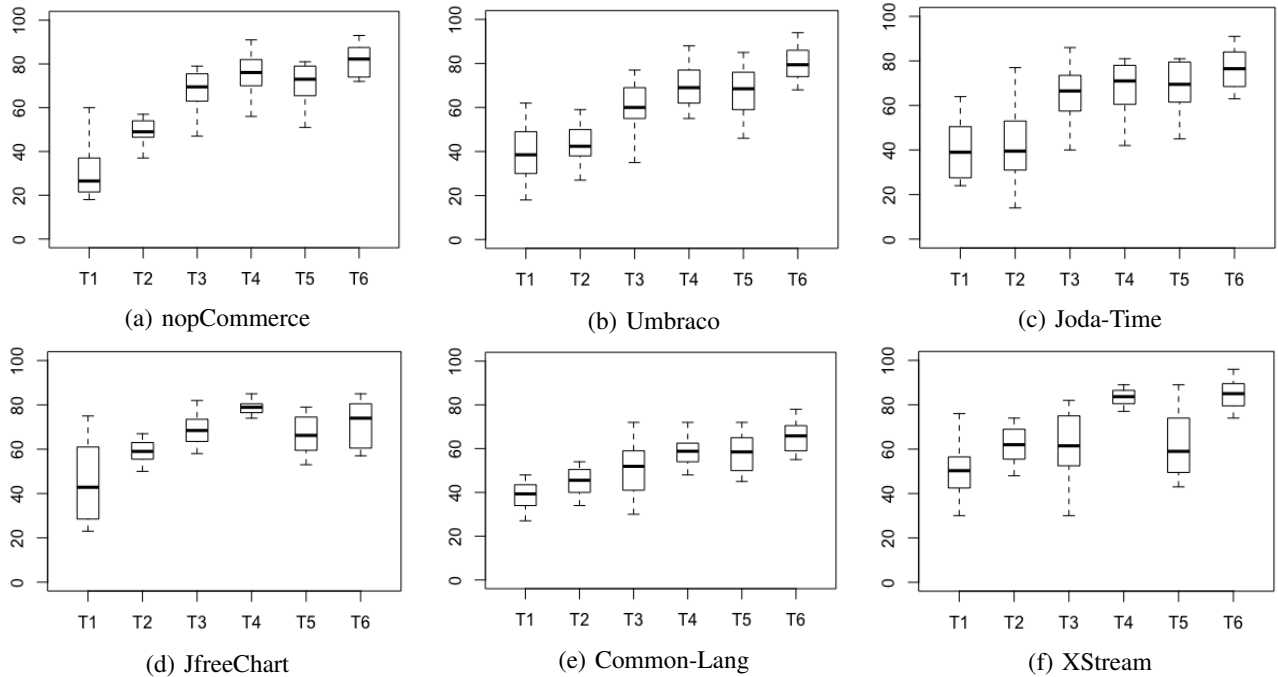 0 20 40 60 80 100
T1 T2 T3 T4 T5 T6
(a) nopCommerce
0 20 40 60 80 100
T1 T2 T3 T4 T5 T6
(b) Umbraco
0 20 40 60 80 100
T1 T2 T3 T4 T5 T6
(c) Joda-Time
0 20 40 60 80 100
T1 T2 T3 T4 T5 T6
(d) JfreeChart
0 20 40 60 80 100
T1 T2 T3 T4 T5 T6
(e) Common-Lang
0 20 40 60 80 100
T1 T2 T3 T4 T5 T6
(f) XStream